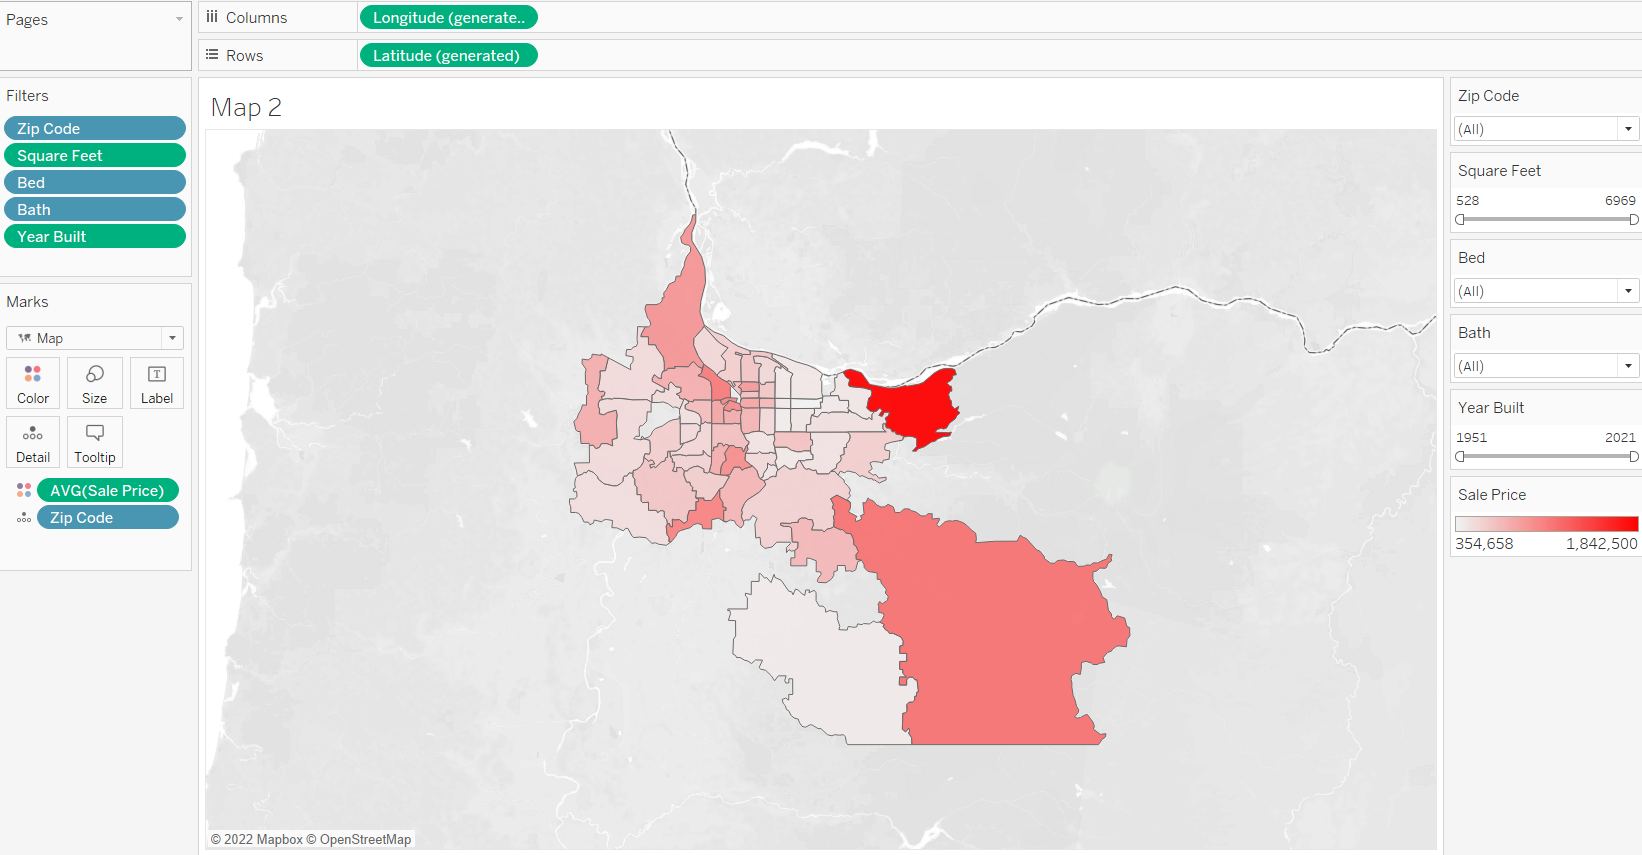 Pages
Columns
Longitude (generate..
Rows
Latitude (generated)
Filters
Zip Code
Square Feet
Bed
Bath
Year Built
Marks
Map
Color
Size
Label
Detail
Tooltip
AVG(Sale Price)
Zip Code
Map 2
© 2022 Mapbox © OpenStreetMap
Zip Code
(All)
Square Feet
528 6969
Bed
(All)
Bath
(All)
Year Built
1951 2021
Sale Price
354,658 1,842,500